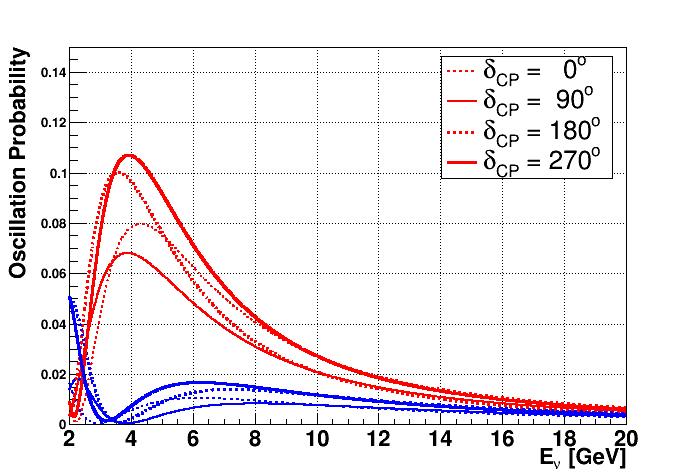 Oscillation Probability
0.14
0.12
0.1
0.08
0.06
0.04
0.02
0
δCP = 0°
δCP = 90°
δCP = 180°
δCP = 270°
2 4 6 8 10 12 14 16 18 20
Eν [GeV]